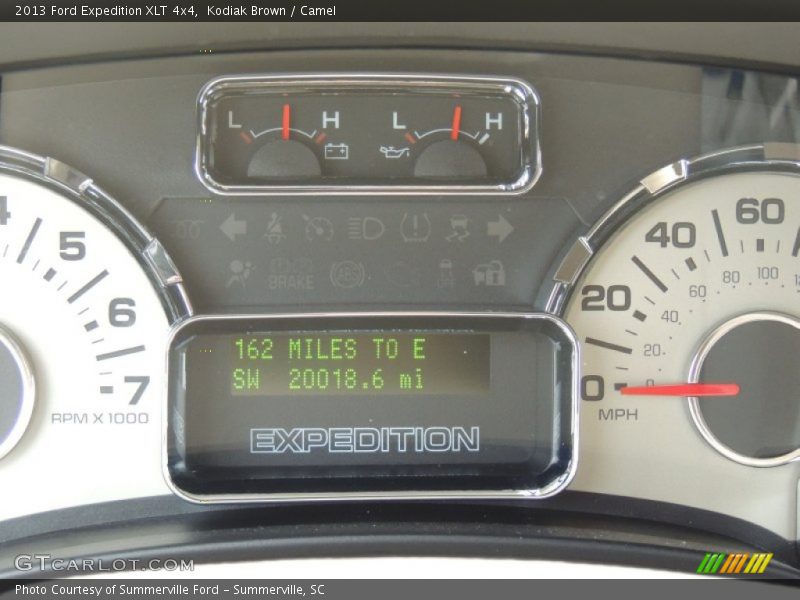 2013 Ford Expedition XLT 4x4,  Kodiak Brown / Camel
L H L H
BRAKE
4 5 6 7
RPM X 1000
162 MILES TO E
SW 20018.6 mi
EXPEDITION
0 20 40 60
0 20 40 60 80 100
MPH
GTCARLOT.COM
Photo Courtesy of Summerville Ford – Summerville, SC